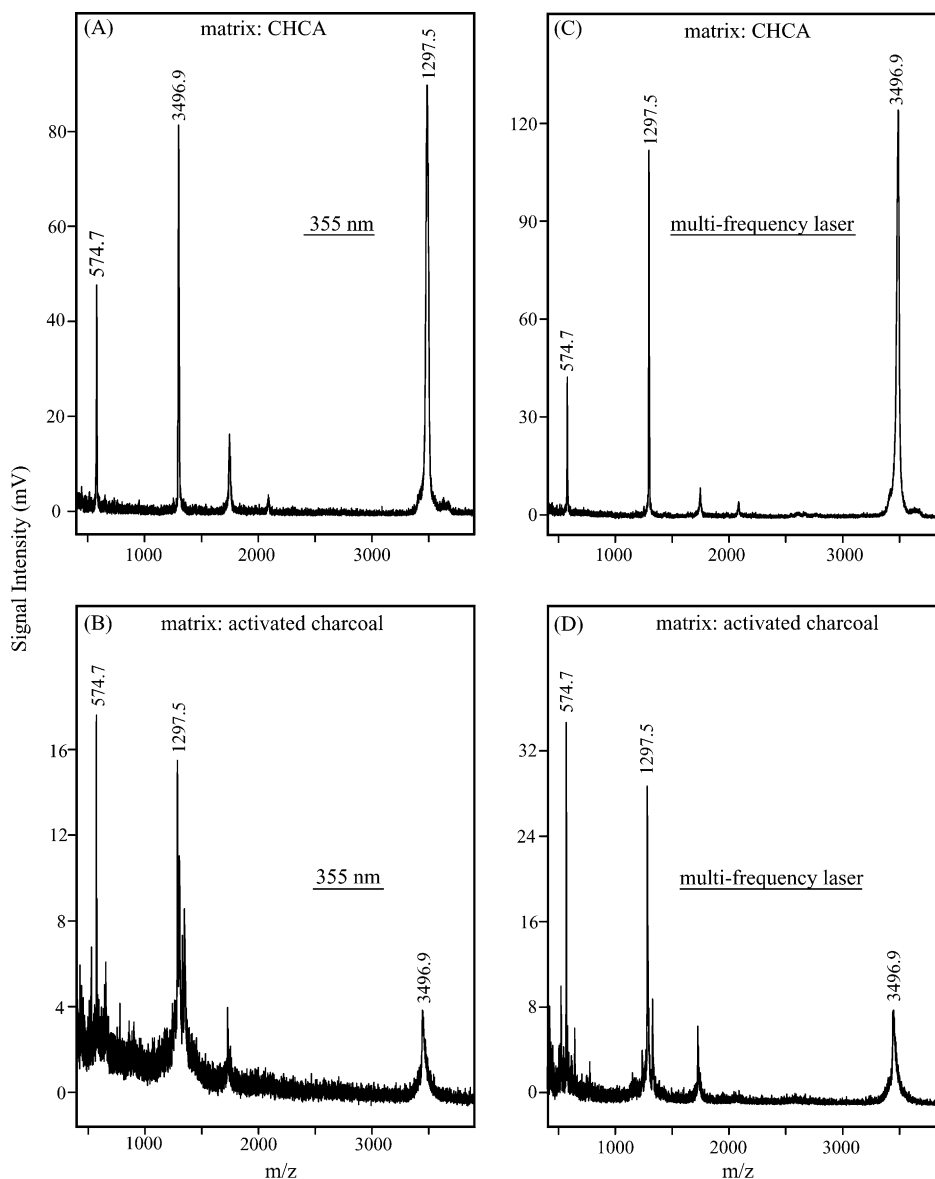 (A)
matrix: CHCA
574.7
3496.9
1297.5
355 nm
80
60
40
20
0
1000 2000 3000
(C)
matrix: CHCA
574.7
1297.5
3496.9
multi-frequency laser
120
90
60
30
0
1000 2000 3000
Signal Intensity (mV)
(B)
matrix: activated charcoal
574.7
1297.5
3496.9
355 nm
16
12
8
4
0
1000 2000 3000
m/z
(D)
matrix: activated charcoal
574.7
1297.5
3496.9
multi-frequency laser
32
24
16
8
0
1000 2000 3000
m/z